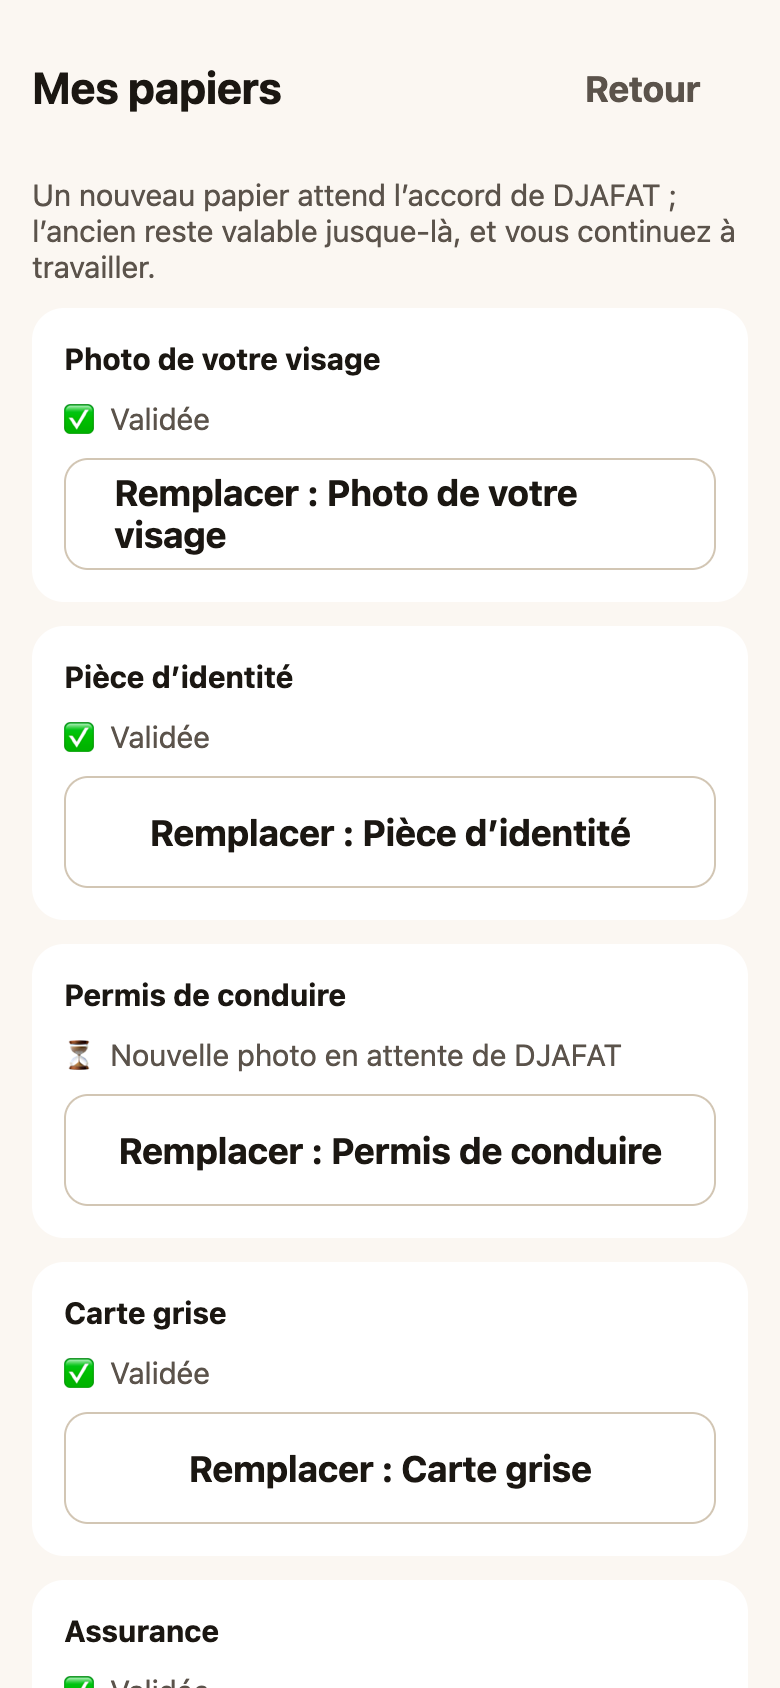 Mes papiers
Retour
Un nouveau papier attend l’accord de DJAFAT ;
l’ancien reste valable jusque-là, et vous continuez à
travailler.
Photo de votre visage
✅ Validée
Remplacer : Photo de votre
visage
Pièce d’identité
✅ Validée
Remplacer : Pièce d’identité
Permis de conduire
⏳ Nouvelle photo en attente de DJAFAT
Remplacer : Permis de conduire
Carte grise
✅ Validée
Remplacer : Carte grise
Assurance
✅ Validée